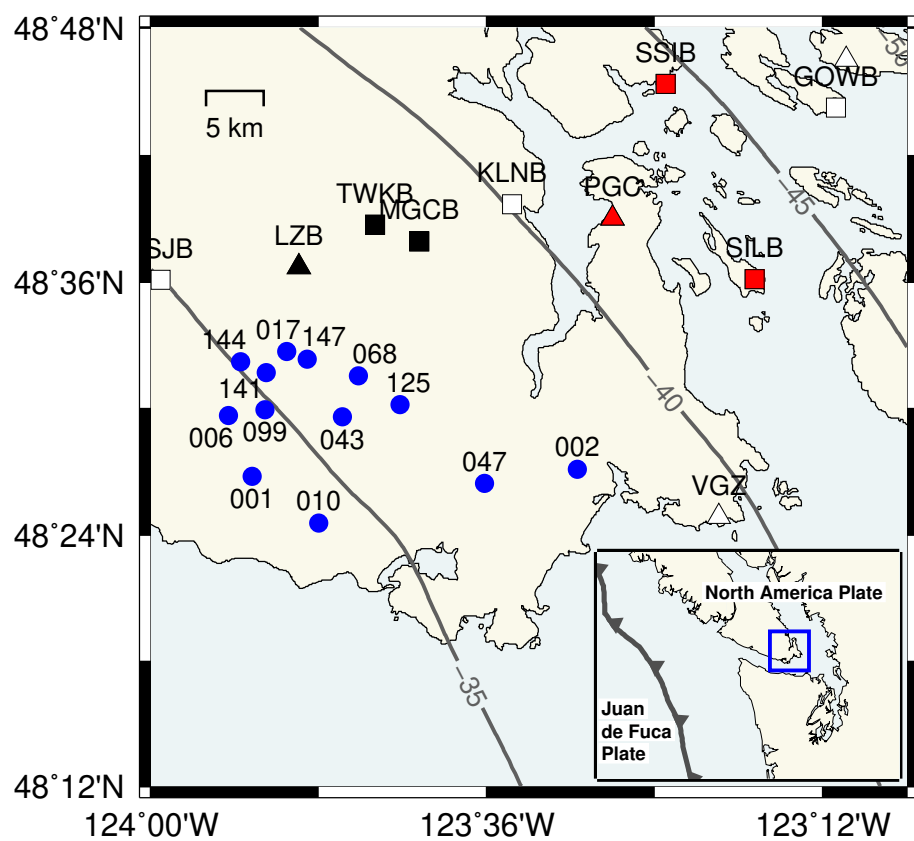 48°48'N
SSIB
-50
GOWB
5 km
KLNB
PGC
TWKB
MGCB
-45
LZB
SILB
SJB
48°36'N
017
147
144
068
141
125
-40
006
099
043
002
047
VGZ
001
010
48°24'N
North America Plate
-35
Juan
de Fuca
Plate
48°12'N
124°00'W
123°36'W
123°12'W